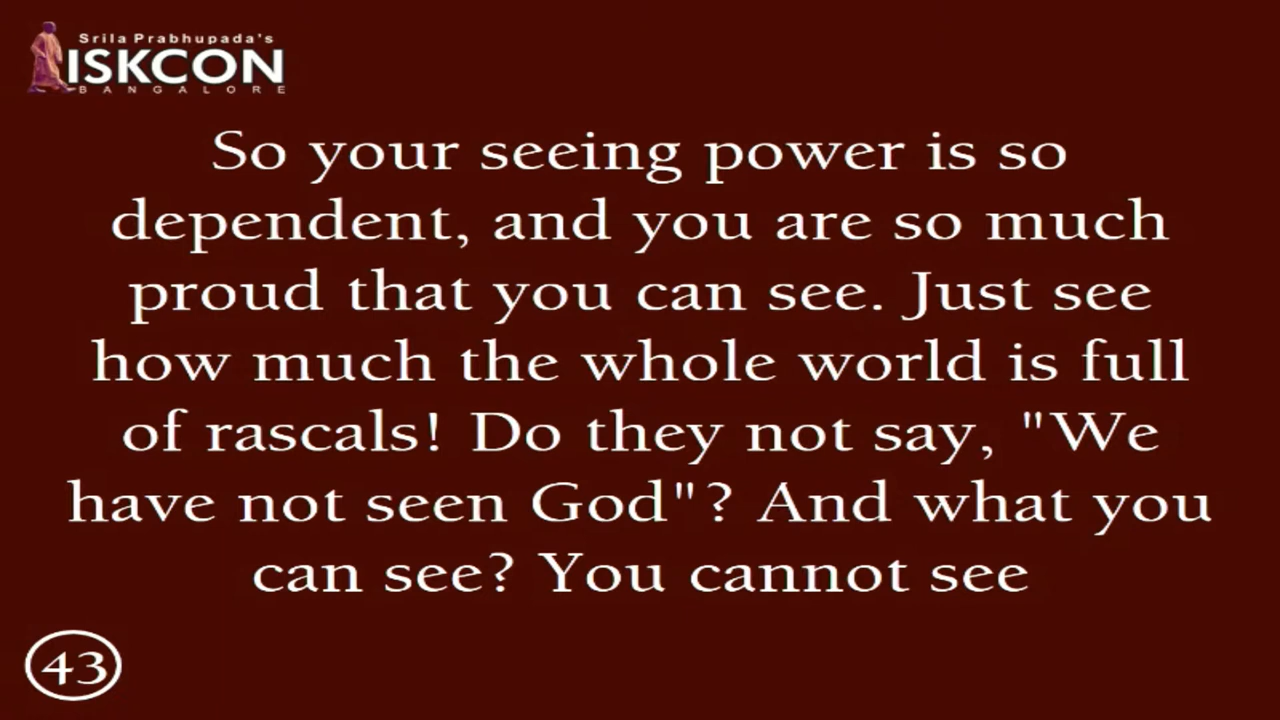 Srila Prabhupada's
ISKCON
BANGALORE
So your seeing power is so
dependent, and you are so much
proud that you can see. Just see
how much the whole world is full
of rascals! Do they not say, "We
have not seen God"? And what you
can see? You cannot see
43